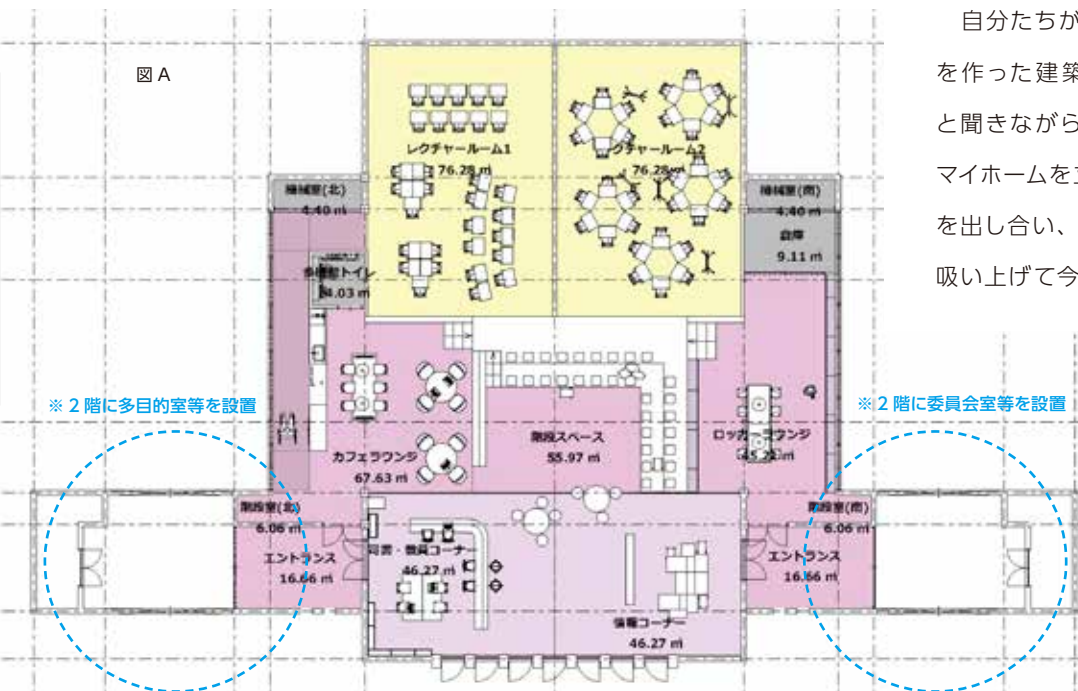 図A
自分たちが
を作った建築
と聞きながら
マイホームを
を出し合い、
吸い上げて今
レクチャールーム1
76.28㎡
クチャールーム2
76.28㎡
機械室(北)
4.40㎡
機械室(南)
4.40㎡
倉庫
9.11㎡
多機能トイレ
4.03㎡
※2階に多目的室等を設置
※2階に委員会室等を設置
階段スペース
55.97㎡
ロッカーラウンジ
カフェラウンジ
67.63㎡
階段室(北)
6.06㎡
階段室(南)
6.06㎡
エントランス
16.66㎡
エントランス
16.66㎡
司書・教員コーナー
46.27㎡
情報コーナー
46.27㎡